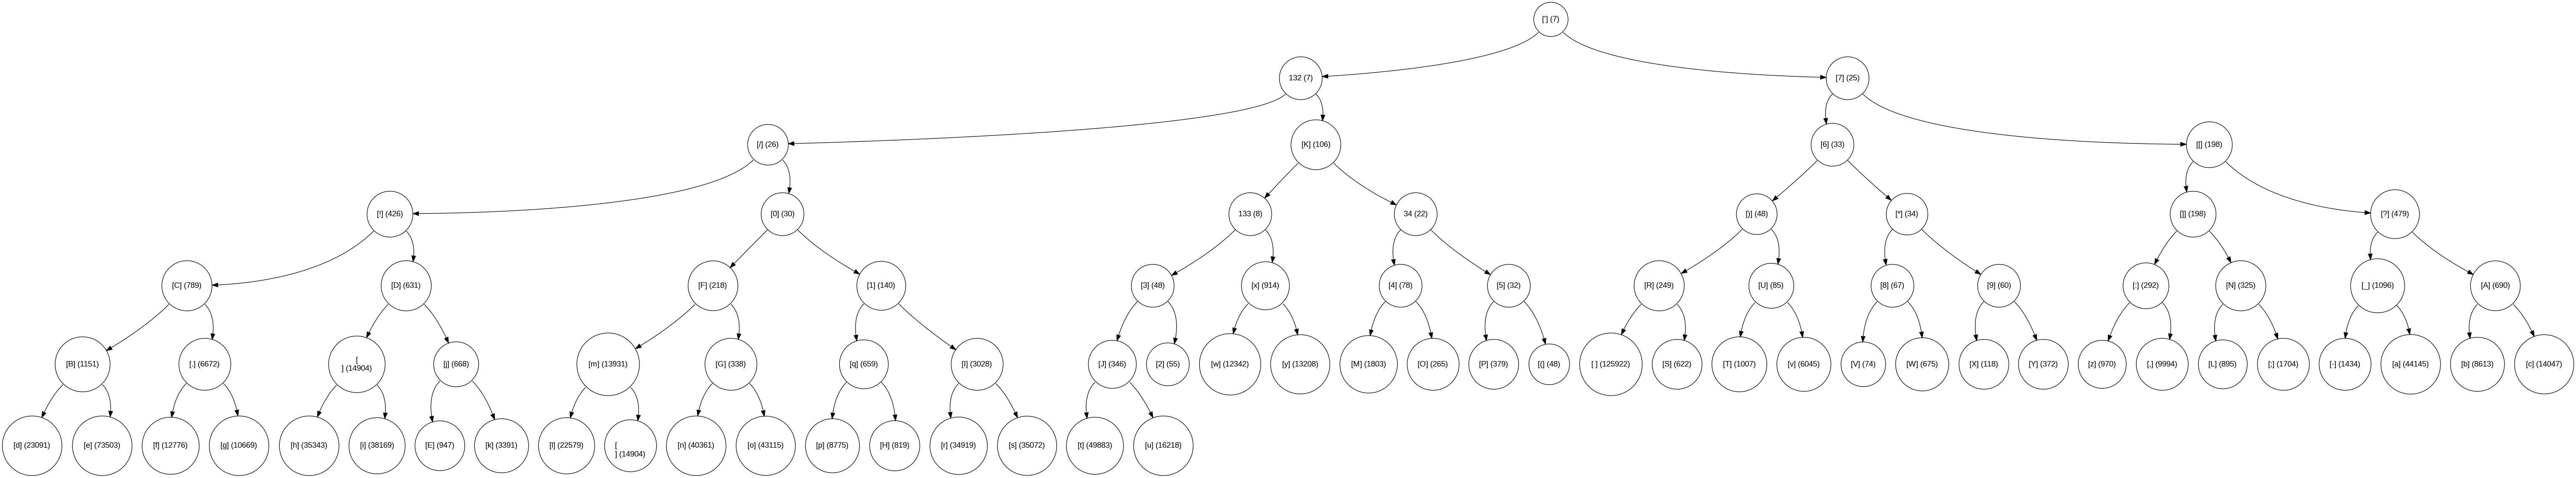 ['] (7)
132 (7)
[7] (25)
[/] (26)
[K] (106)
[6] (33)
[[] (198)
[!] (426)
[0] (30)
133 (8)
34 (22)
[)] (48)
[*] (34)
[]] (198)
[?] (479)
[C] (789)
[D] (631)
[F] (218)
[1] (140)
[3] (48)
[x] (914)
[4] (78)
[5] (32)
[R] (249)
[U] (85)
[8] (67)
[9] (60)
[:] (292)
[N] (325)
[_] (1096)
[A] (690)
[B] (1151)
[.] (6672)
[
] (14904)
[j] (668)
[m] (13931)
[G] (338)
[q] (659)
[I] (3028)
[J] (346)
[2] (55)
[w] (12342)
[y] (13208)
[M] (1803)
[O] (265)
[P] (379)
[(] (48)
[ ] (125922)
[S] (622)
[T] (1007)
[v] (6045)
[V] (74)
[W] (675)
[X] (118)
[Y] (372)
[z] (970)
[,] (9994)
[L] (895)
[;] (1704)
[-] (1434)
[a] (44145)
[b] (8613)
[c] (14047)
[d] (23091)
[e] (73503)
[f] (12776)
[g] (10669)
[h] (35343)
[i] (38169)
[E] (947)
[k] (3391)
[l] (22579)
[
] (14904)
[n] (40361)
[o] (43115)
[p] (8775)
[H] (819)
[r] (34919)
[s] (35072)
[t] (49883)
[u] (16218)